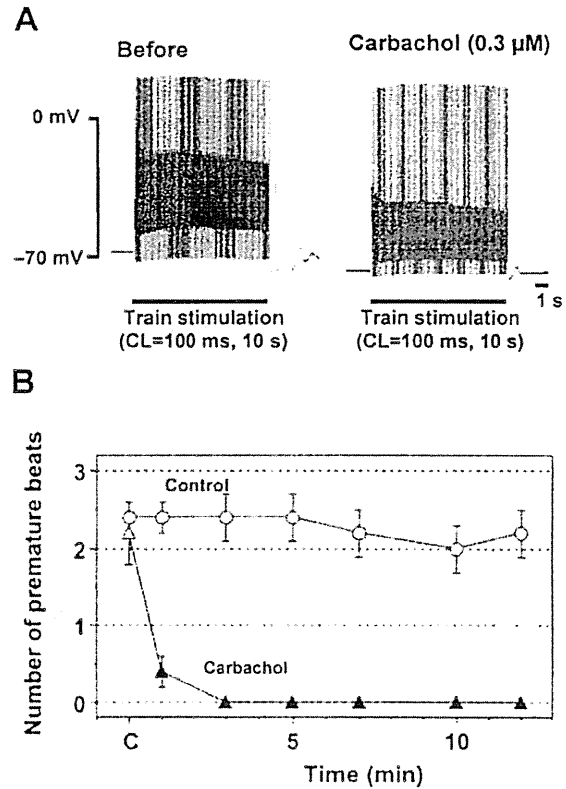 A
Before
Carbachol (0.3 µM)
0 mV
–70 mV
1 s
Train stimulation
(CL=100 ms, 10 s)
Train stimulation
(CL=100 ms, 10 s)
B
Number of premature beats
3
2
1
0
Control
Carbachol
C
5
10
Time (min)